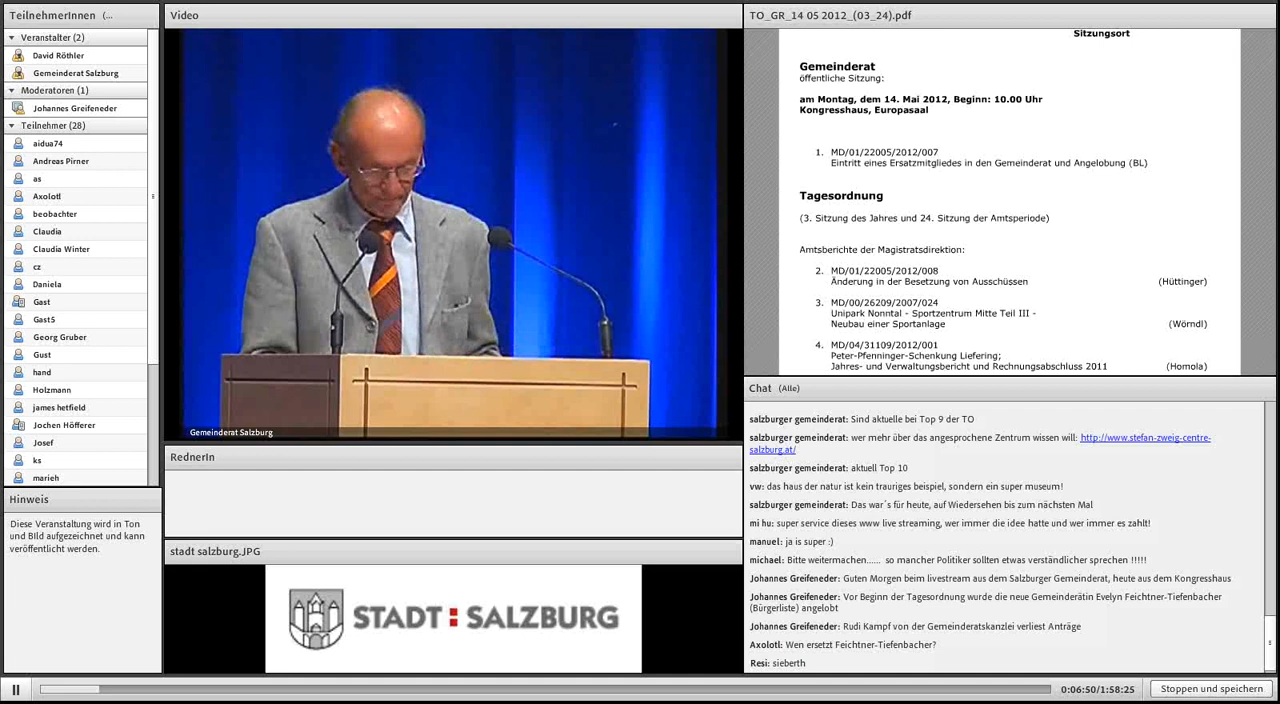 TeilnehmerInnen (...
Veranstalter (2)
David Röthler
Gemeinderat Salzburg
Moderatoren (1)
Johannes Greifeneder
Teilnehmer (28)
aidua74
Andreas Pirner
as
Axolotl
beobachter
Claudia
Claudia Winter
cz
Daniela
Gast
Gast5
Georg Gruber
Gust
hand
Holzmann
james hetfield
Jochen Höfferer
Josef
ks
marieh
Hinweis
Diese Veranstaltung wird in Ton
und BIld aufgezeichnet und kann
veröffentlicht werden.
Video
Gemeinderat Salzburg
RednerIn
stadt salzburg.JPG
STADT : SALZBURG
TO_GR_14 05 2012_(03_24).pdf
Sitzungsort
Gemeinderat
öffentliche Sitzung:
am Montag, dem 14. Mai 2012, Beginn: 10.00 Uhr
Kongresshaus, Europasaal
1. MD/01/22005/2012/007
Eintritt eines Ersatzmitgliedes in den Gemeinderat und Angelobung (BL)
Tagesordnung
(3. Sitzung des Jahres und 24. Sitzung der Amtsperiode)
Amtsberichte der Magistratsdirektion:
2. MD/01/22005/2012/008
Änderung in der Besetzung von Ausschüssen (Hüttinger)
3. MD/00/26209/2007/024
Unipark Nonntal - Sportzentrum Mitte Teil III -
Neubau einer Sportanlage (Wörndl)
4. MD/04/31109/2012/001
Peter-Pfenninger-Schenkung Liefering;
Jahres- und Verwaltungsbericht und Rechnungsabschluss 2011 (Homola)
Chat (Alle)
salzburger gemeinderat: Sind aktuelle bei Top 9 der TO
salzburger gemeinderat: wer mehr über das angesprochene Zentrum wissen will: http://www.stefan-zweig-centre-
salzburg.at/
salzburger gemeinderat: aktuell Top 10
vw: das haus der natur ist kein trauriges beispiel, sondern ein super museum!
salzburger gemeinderat: Das war´s für heute, auf Wiedersehen bis zum nächsten Mal
mi hu: super service dieses www live streaming, wer immer die idee hatte und wer immer es zahlt!
manuel: ja is super :)
michael: Bitte weitermachen...... so mancher Politiker sollten etwas verständlicher sprechen !!!!!
Johannes Greifeneder: Guten Morgen beim livestream aus dem Salzburger Gemeinderat, heute aus dem Kongresshaus
Johannes Greifeneder: Vor Beginn der Tagesordnung wurde die neue Gemeinderätin Evelyn Feichtner-Tiefenbacher
(Bürgerliste) angelobt
Johannes Greifeneder: Rudi Kampf von der Gemeinderatskanzlei verliest Anträge
Axolotl: Wen ersetzt Feichtner-Tiefenbacher?
Resi: sieberth
0:06:50/1:58:25
Stoppen und speichern